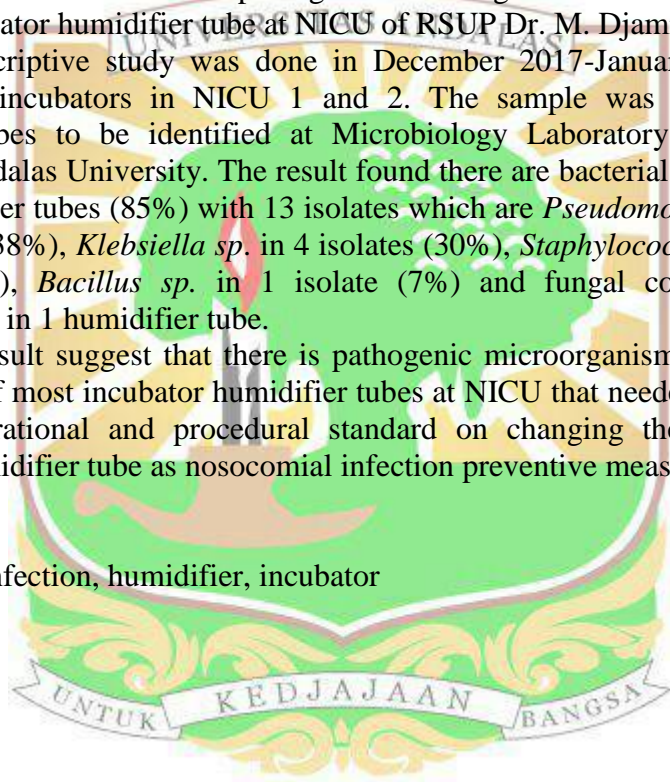 UNIVERSITAS ANDALAS
ator humidifier tube at NICU of RSUP Dr. M. Djam
criptive study was done in December 2017-Januar
incubators in NICU 1 and 2. The sample was
bes to be identified at Microbiology Laboratory
dalas University. The result found there are bacterial
er tubes (85%) with 13 isolates which are Pseudomo
38%), Klebsiella sp. in 4 isolates (30%), Staphylococ
), Bacillus sp. in 1 isolate (7%) and fungal co
in 1 humidifier tube.
esult suggest that there is pathogenic microorganism
f most incubator humidifier tubes at NICU that neede
rational and procedural standard on changing the
idifier tube as nosocomial infection preventive meas
nfection, humidifier, incubator
UNTUK KEDJAJAAN BANGSA